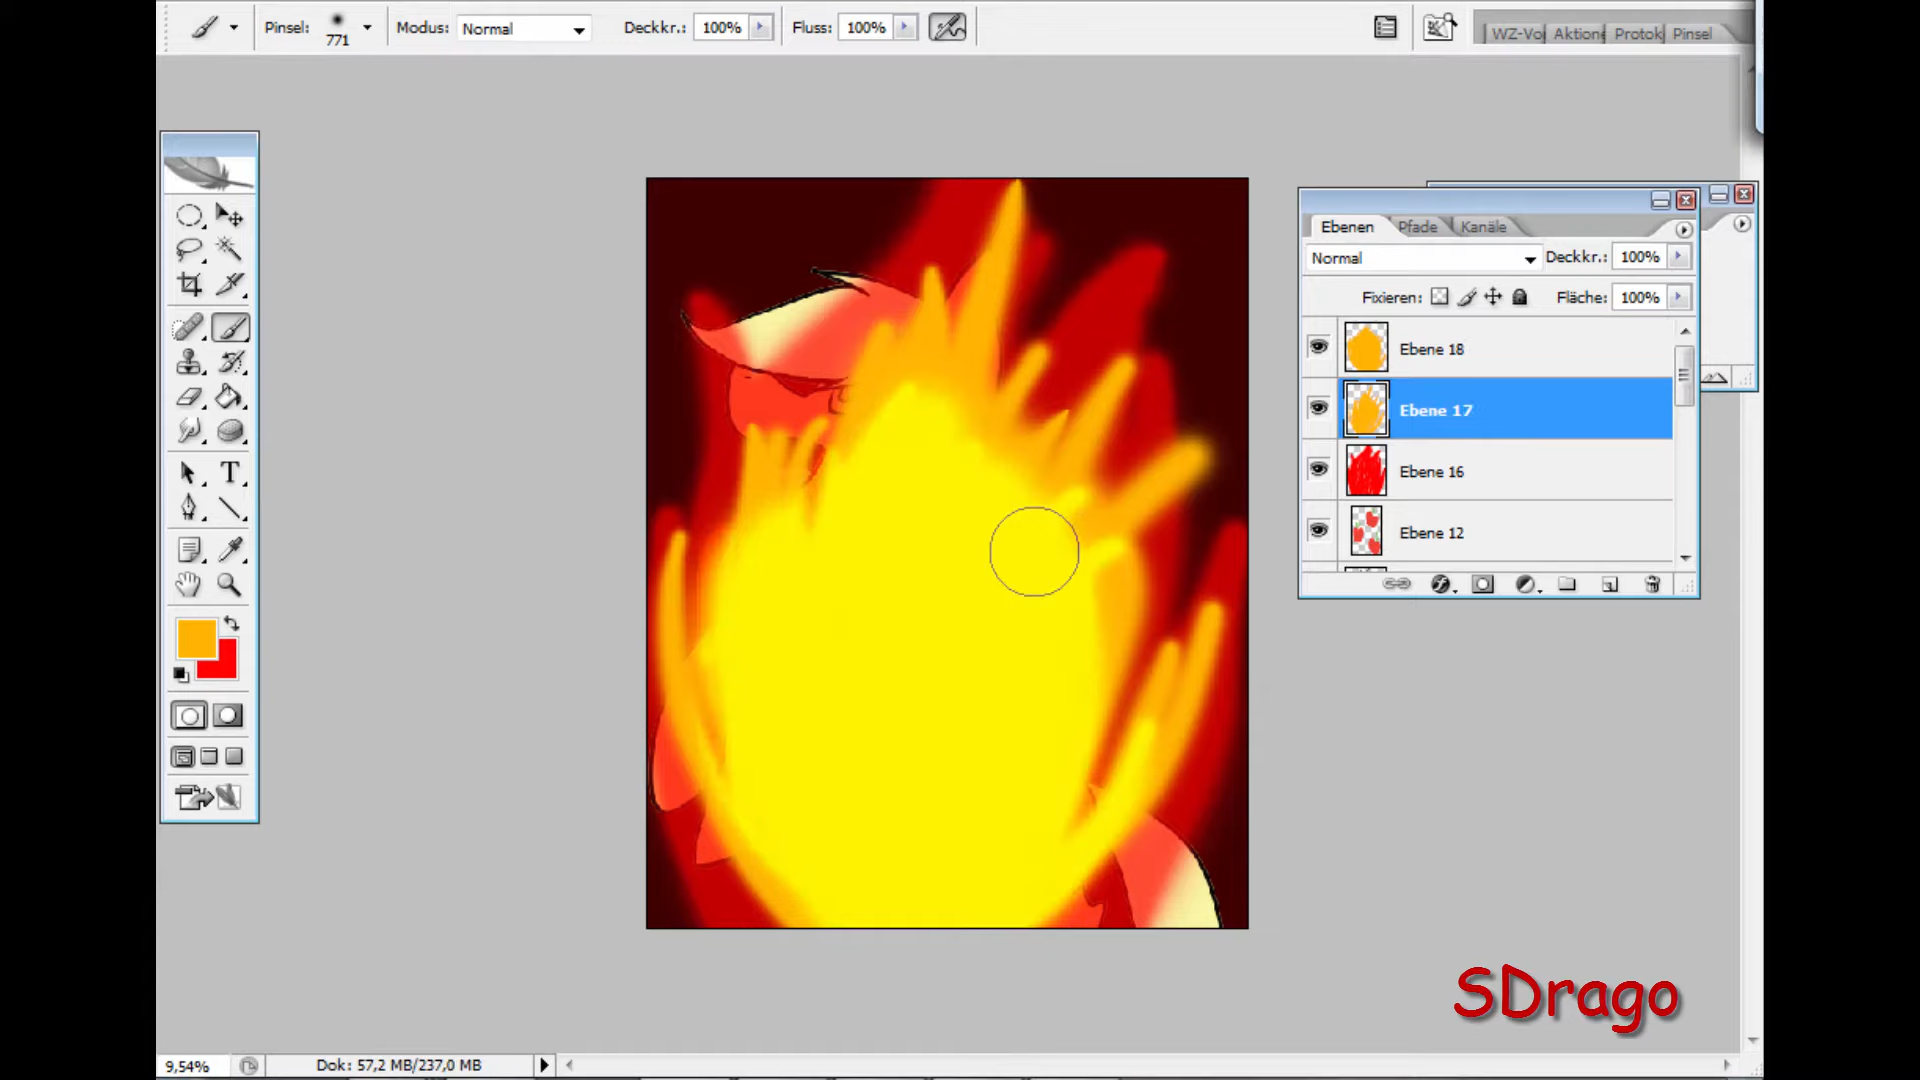 Pinsel: 771 Modus: Normal Deckkr.: 100% Fluss: 100%
WZ-Vo Aktion Protok Pinsel
Ebenen Pfade Kanäle
Normal Deckkr.: 100%
Fixieren: Fläche: 100%
Ebene 18
Ebene 17
Ebene 16
Ebene 12
T
SDrago
9,54% Dok: 57,2 MB/237,0 MB